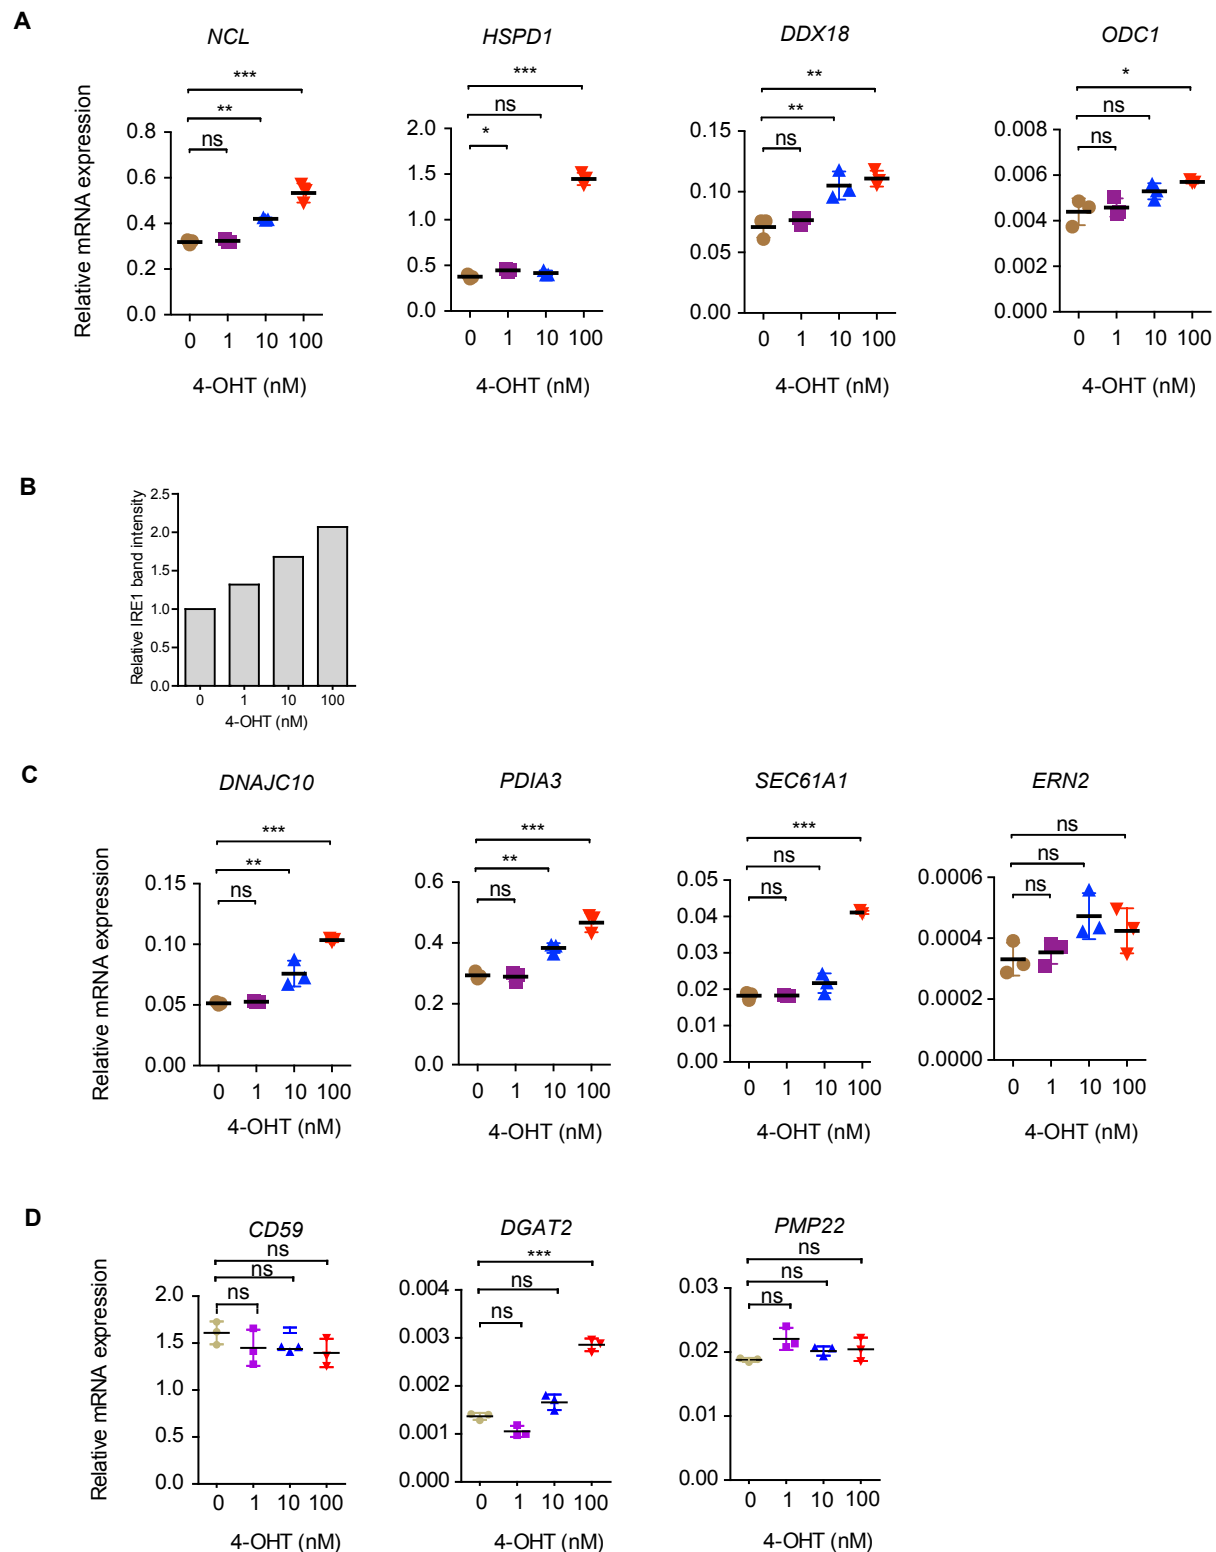 A
NCL
HSPD1
DDX18
ODC1
Relative mRNA expression
***
**
ns
0.8
0.6
0.4
0.2
0.0
0 1 10 100
4-OHT (nM)
***
ns
*
2.0
1.5
1.0
0.5
0.0
0 1 10 100
4-OHT (nM)
**
**
ns
0.15
0.10
0.05
0.00
0 1 10 100
4-OHT (nM)
*
ns
ns
0.008
0.006
0.004
0.002
0.000
0 1 10 100
4-OHT (nM)
B
Relative IRE1 band intensity
2.5
2.0
1.5
1.0
0.5
0.0
0 1 10 100
4-OHT (nM)
C
DNAJC10
PDIA3
SEC61A1
ERN2
Relative mRNA expression
***
**
ns
0.15
0.10
0.05
0.00
0 1 10 100
4-OHT (nM)
***
**
ns
0.6
0.4
0.2
0.0
0 1 10 100
4-OHT (nM)
***
ns
ns
0.05
0.04
0.03
0.02
0.01
0.00
0 1 10 100
4-OHT (nM)
ns
ns
ns
0.0006
0.0004
0.0002
0.0000
0 1 10 100
4-OHT (nM)
D
CD59
DGAT2
PMP22
Relative mRNA expression
ns
ns
ns
2.0
1.5
1.0
0.5
0.0
0 1 10 100
4-OHT (nM)
***
ns
ns
0.004
0.003
0.002
0.001
0.000
0 1 10 100
4-OHT (nM)
ns
ns
ns
0.03
0.02
0.01
0.00
0 1 10 100
4-OHT (nM)